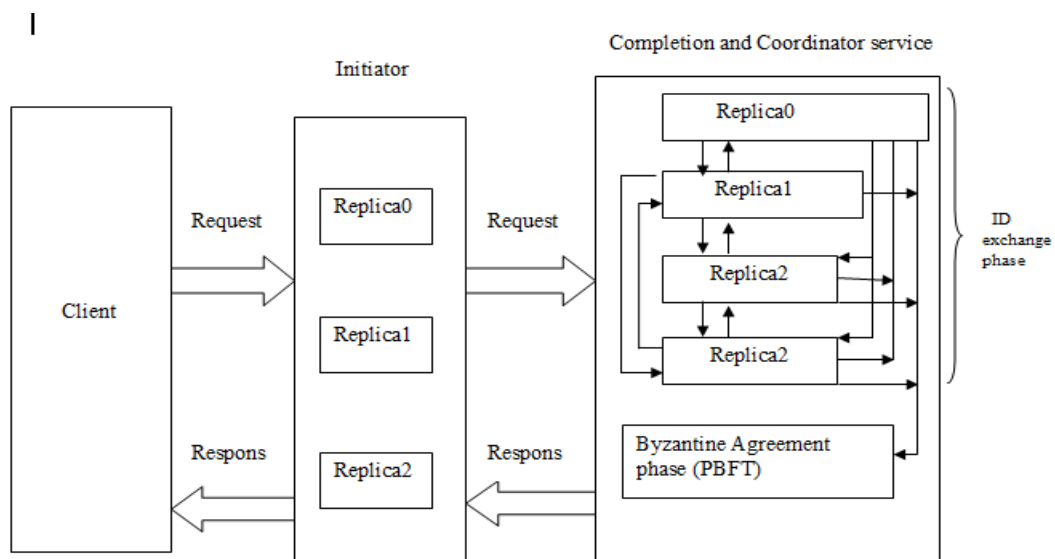 I
Completion and Coordinator service
Initiator
Replica0
Replica1
Replica0
Request
Request
ID
exchange
phase
Replica2
Client
Replica1
Replica2
Byzantine Agreement
phase (PBFT)
Respons
Respons
Replica2